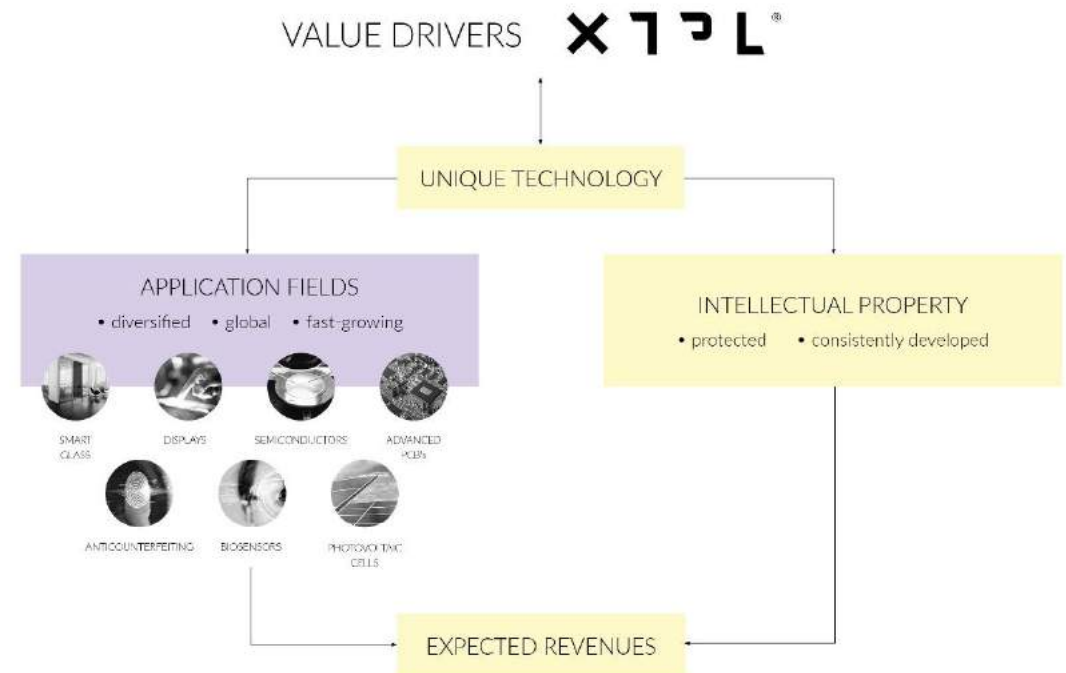 VALUE DRIVERS XTPL®
UNIQUE TECHNOLOGY
APPLICATION FIELDS
• diversified • global • fast-growing
SMART
GLASS
DISPLAYS
SEMICONDUCTORS
ADVANCED
PCB's
ANTICOUNTERFEITING
BIOSENSORS
PHOTOVOLTAIC
CELLS
INTELLECTUAL PROPERTY
• protected • consistently developed
EXPECTED REVENUES